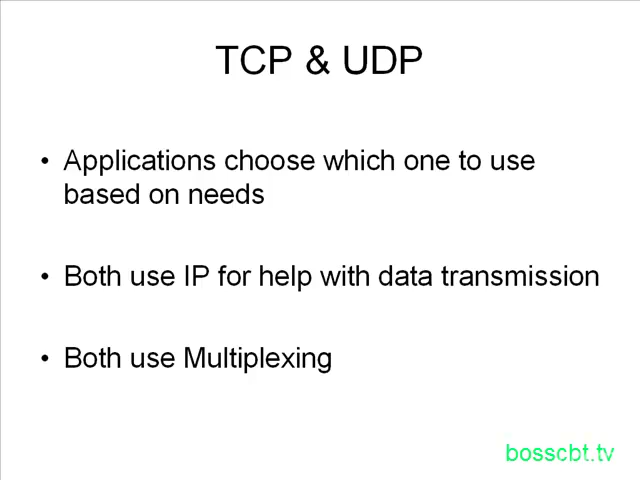 TCP & UDP
• Applications choose which one to use
based on needs
• Both use IP for help with data transmission
• Both use Multiplexing
bosscbt.tv